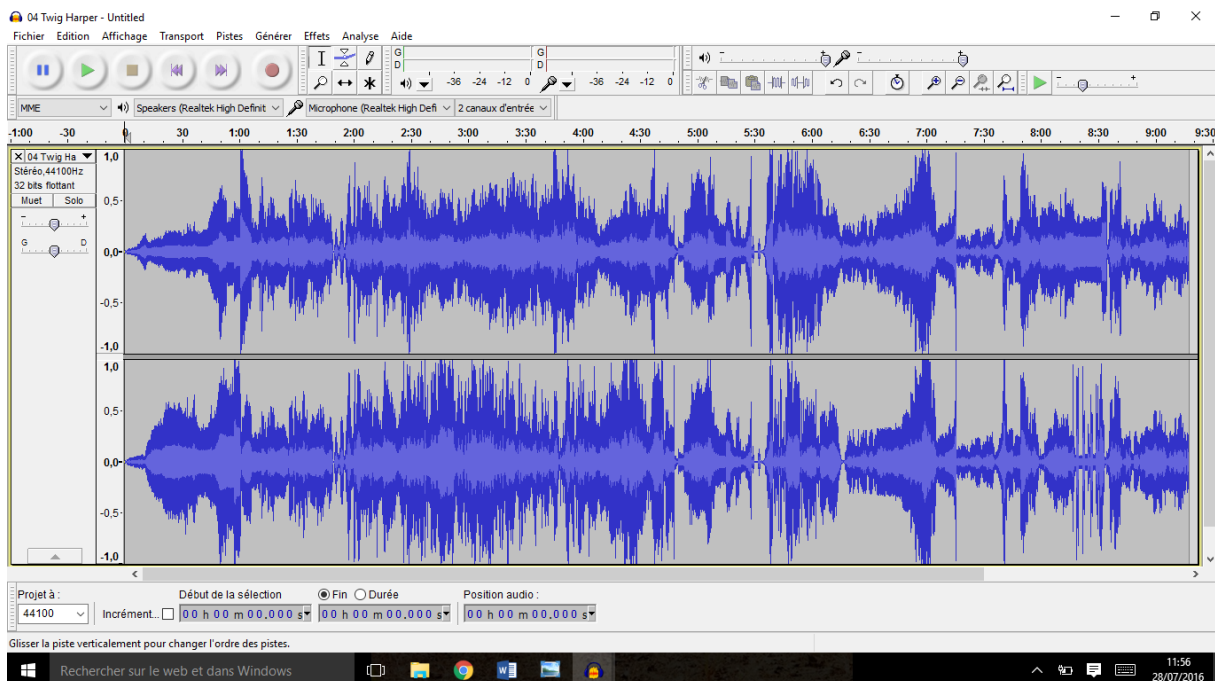 04 Twig Harper - Untitled
Fichier Edition Affichage Transport Pistes Générer Effets Analyse Aide
G
D
G
D
-36 -24 -12 0
-36 -24 -12 0
MME
Speakers (Realtek High Definit
Microphone (Realtek High Defi
2 canaux d'entrée
-1:00 -30 0 30 1:00 1:30 2:00 2:30 3:00 3:30 4:00 4:30 5:00 5:30 6:00 6:30 7:00 7:30 8:00 8:30 9:00 9:30
04 Twig Ha
Stéréo,44100Hz
32 bits flottant
Muet Solo
- +
G D
1,0
0,5
0,0
-0,5
-1,0
1,0
0,5
0,0
-0,5
-1,0
Projet à :
44100
Incrément...
Début de la sélection
Fin
Durée
Position audio :
00 h 00 m 00.000 s
00 h 00 m 00.000 s
00 h 00 m 00.000 s
Glisser la piste verticalement pour changer l'ordre des pistes.
Rechercher sur le web et dans Windows
11:56
28/07/2016